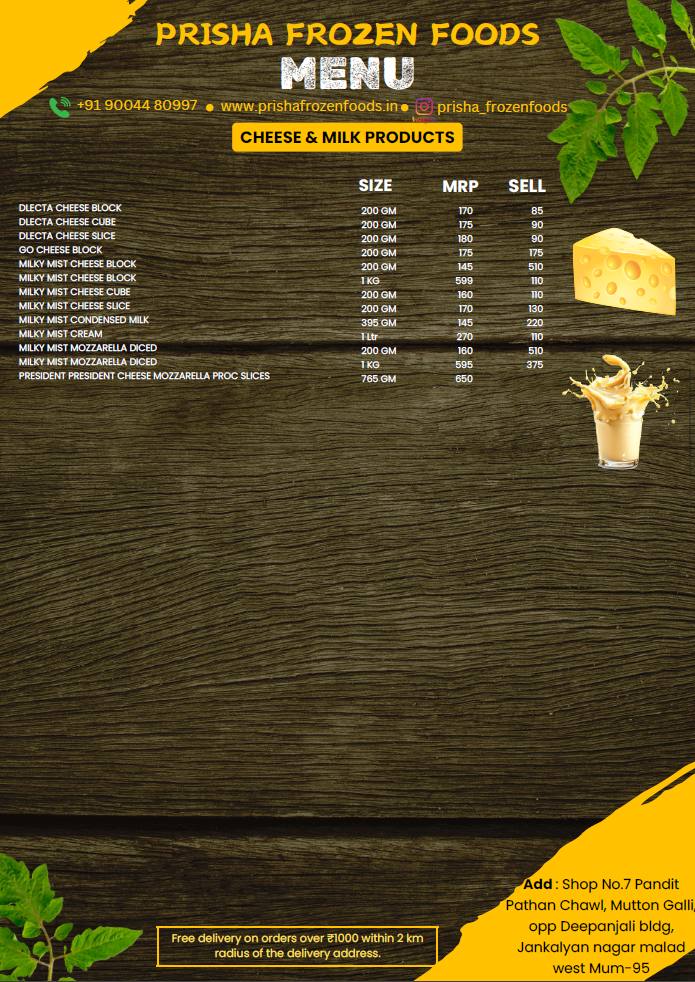 PRISHA FROZEN FOODS
MENU
+91 90044 80997 ● www.prishafrozenfoods.in ● prisha_frozenfoods
CHEESE & MILK PRODUCTS
SIZE MRP SELL
DLECTA CHEESE BLOCK 200 GM 170 85
DLECTA CHEESE CUBE 200 GM 175 90
DLECTA CHEESE SLICE 200 GM 180 90
GO CHEESE BLOCK 200 GM 175 175
MILKY MIST CHEESE BLOCK 200 GM 145 510
MILKY MIST CHEESE BLOCK 1 KG 599 110
MILKY MIST CHEESE CUBE 200 GM 160 110
MILKY MIST CHEESE SLICE 200 GM 170 130
MILKY MIST CONDENSED MILK 395 GM 145 220
MILKY MIST CREAM 1 Ltr 270 110
MILKY MIST MOZZARELLA DICED 200 GM 160 510
MILKY MIST MOZZARELLA DICED 1 KG 595 375
PRESIDENT PRESIDENT CHEESE MOZZARELLA PROC SLICES 765 GM 650
Add : Shop No.7 Pandit
Pathan Chawl, Mutton Galli,
opp Deepanjali bldg,
Jankalyan nagar malad
west Mum-95
Free delivery on orders over ₹1000 within 2 km
radius of the delivery address.